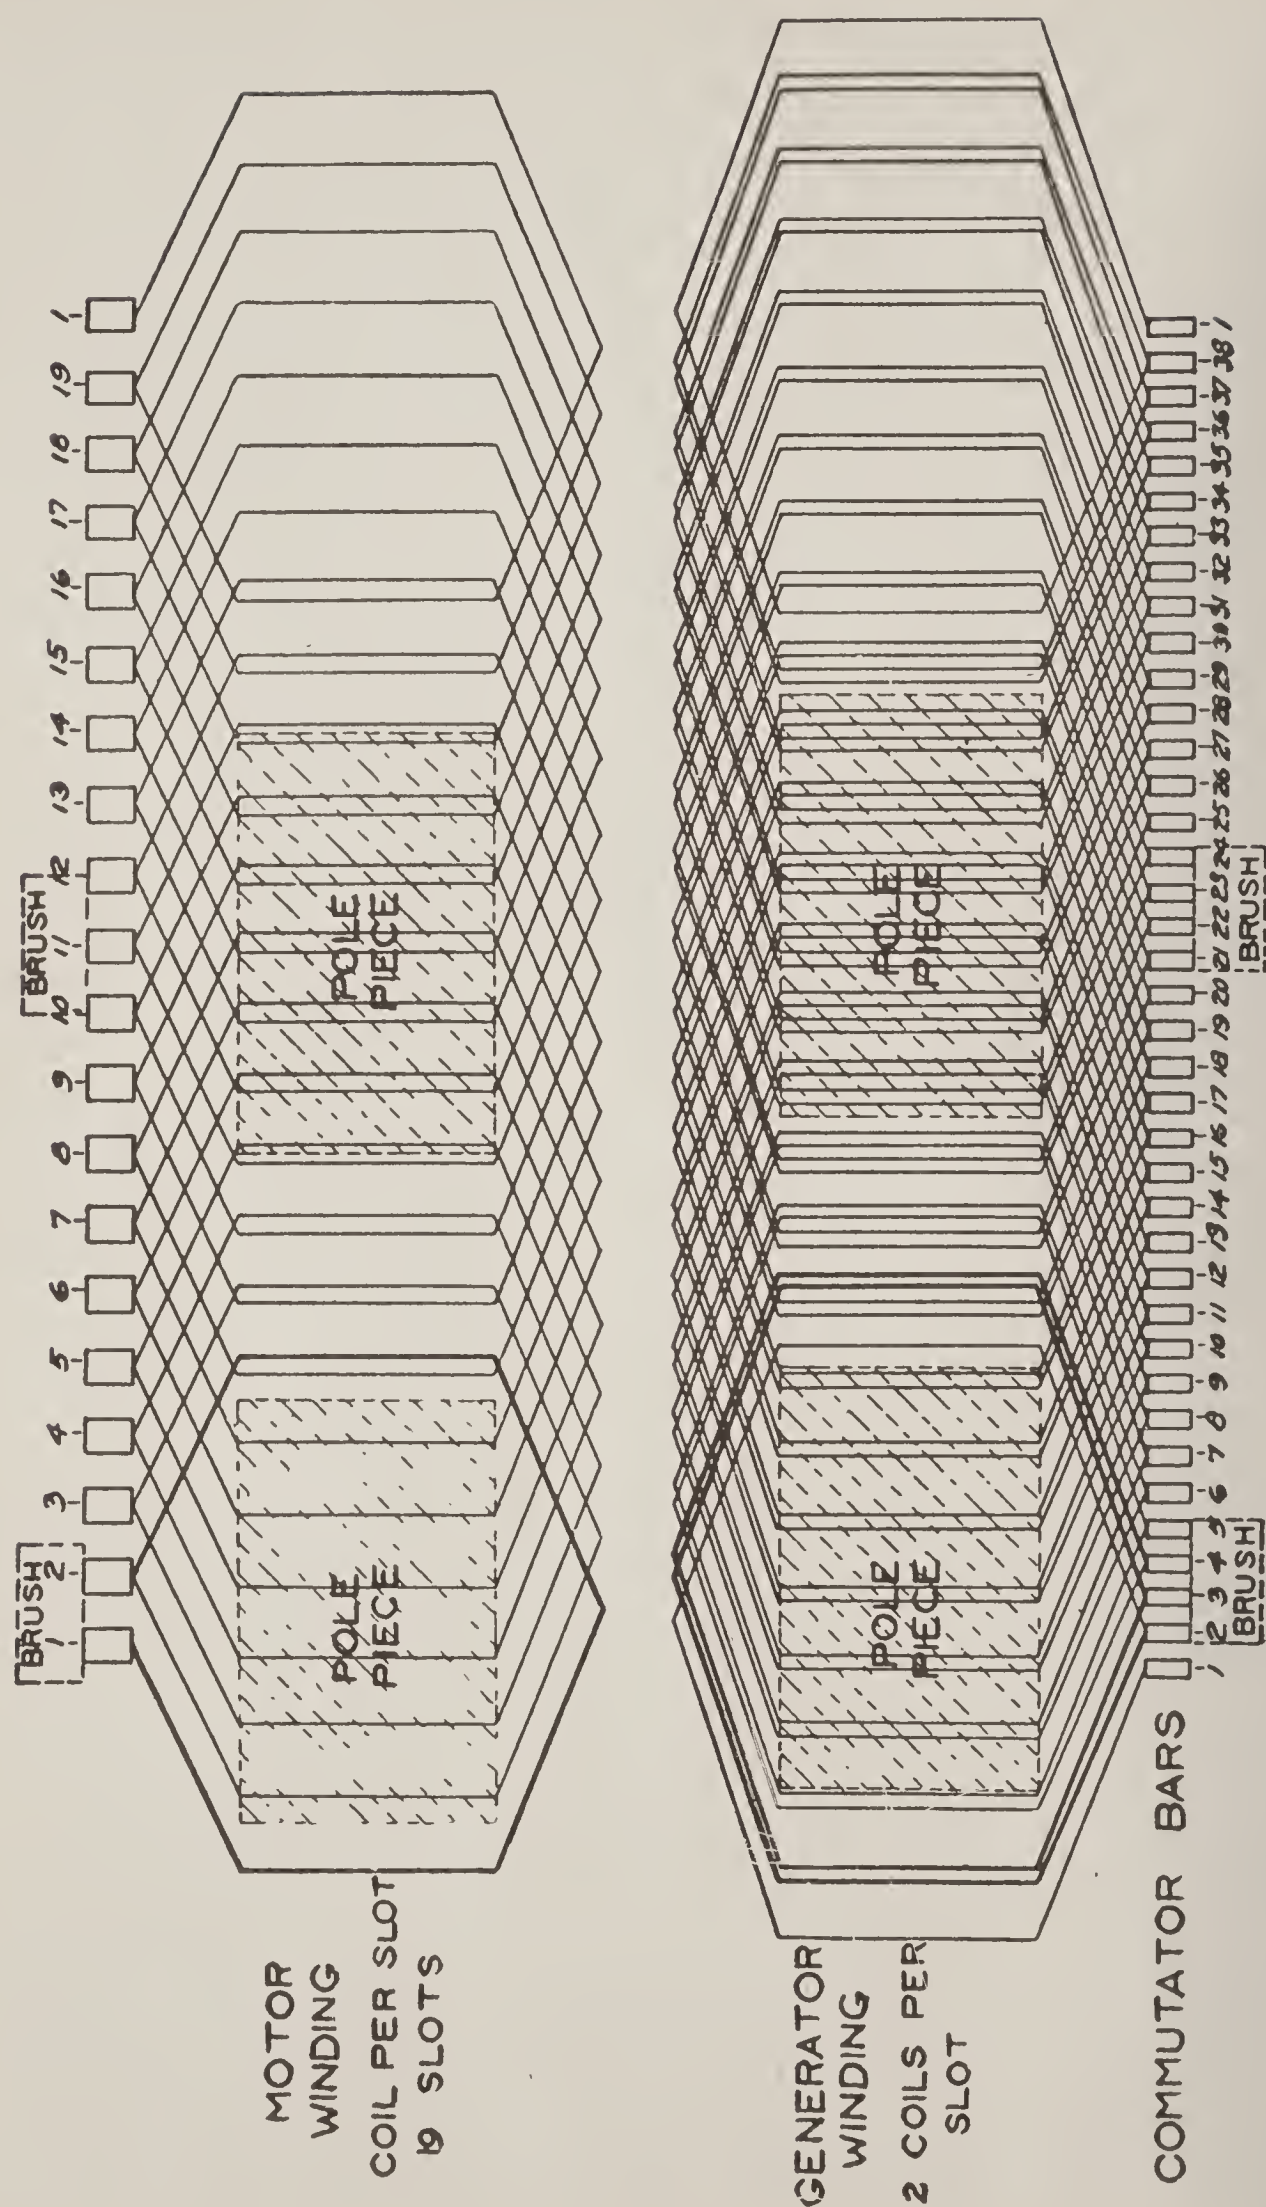 BRUSH BRUSH
1 2 3 4 5 6 7 8 9 10 11 12 13 14 15 16 17 18 19 1
MOTOR
WINDING
COIL PER SLOT
19 SLOTS
POLE
PIECE
POLE
PIECE
GENERATOR
WINDING
2 COILS PER
SLOT
POLE
PIECE
POLE
PIECE
COMMUTATOR BARS
1 2 3 4 5 6 7 8 9 10 11 12 13 14 15 16 17 18 19 20 21 22 23 24 25 26 27 28 29 30 31 32 33 34 35 36 37 38 1
BRUSH BRUSH